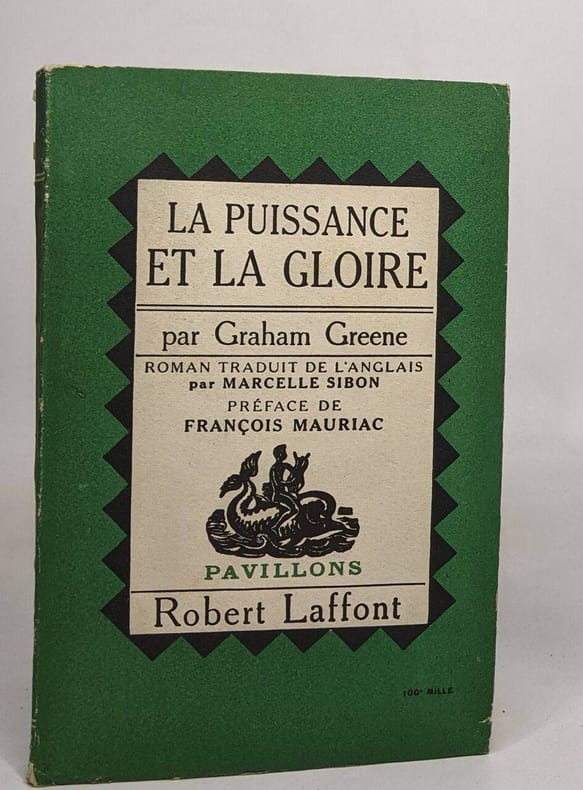 LA PUISSANCE
ET LA GLOIRE
par Graham Greene
ROMAN TRADUIT DE L'ANGLAIS
par MARCELLE SIBON
PRÉFACE DE
FRANÇOIS MAURIAC
PAVILLONS
Robert Laffont
100e MILLE